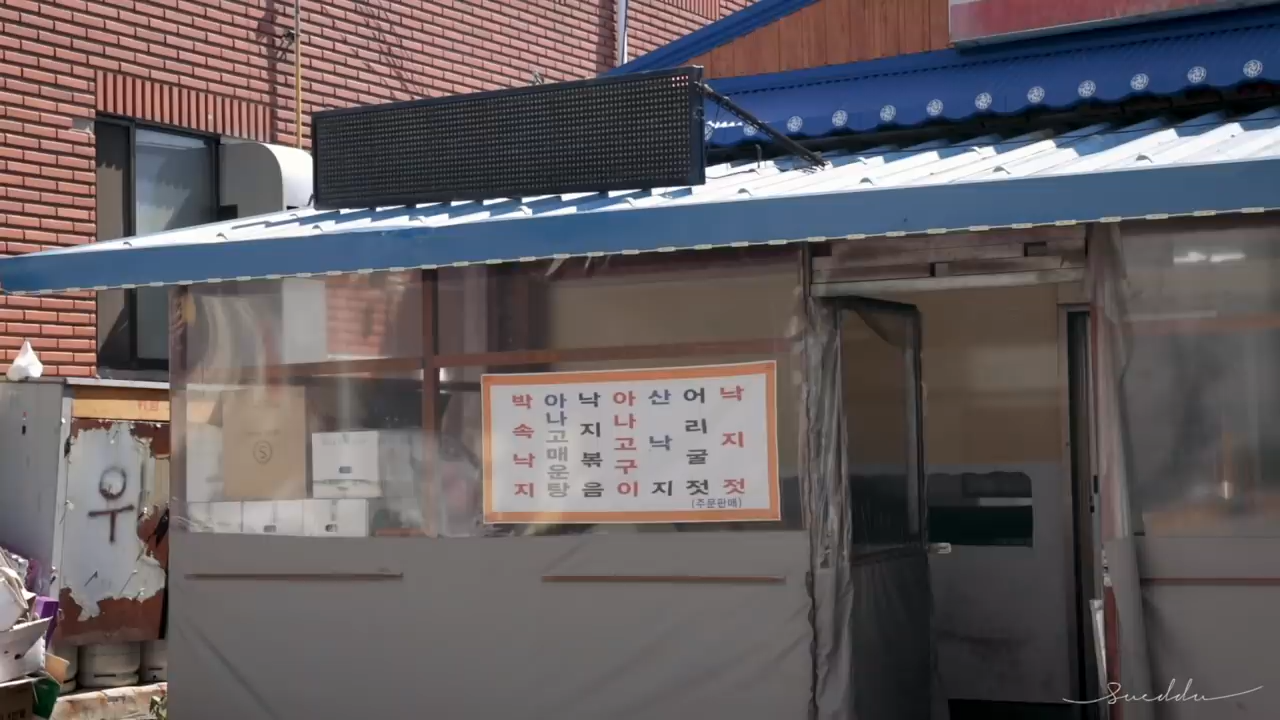 박속낙지
아나고매운탕
낙지볶음
아나고구이
산낙지
어리굴젓
낙지젓
(주문판매)
우
Sueddu